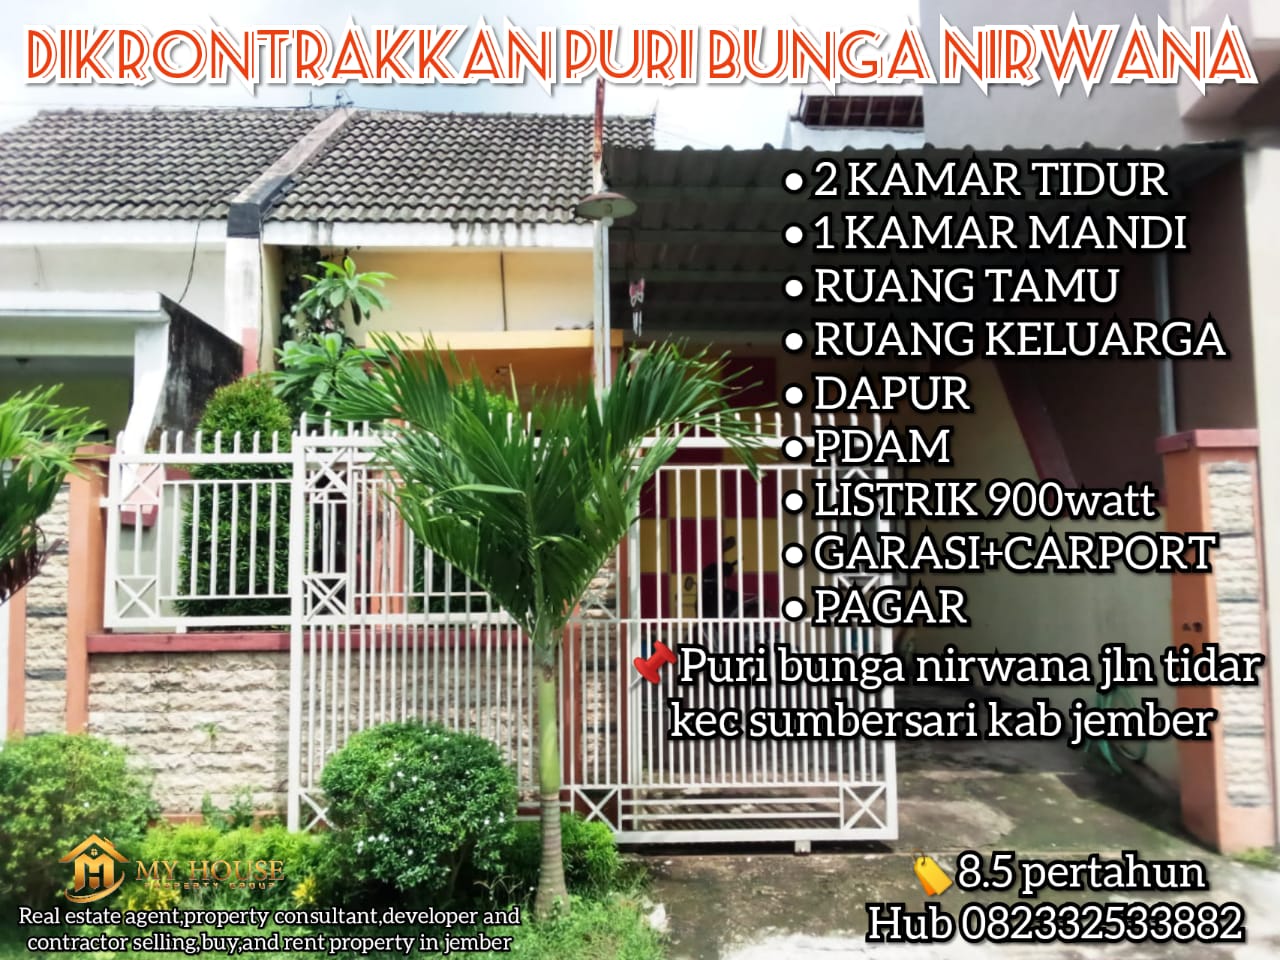 DIKRONTRAKKAN PURI BUNGA NIRWANA
• 2 KAMAR TIDUR
• 1 KAMAR MANDI
• RUANG TAMU
• RUANG KELUARGA
• DAPUR
• PDAM
• LISTRIK 900watt
• GARASI+CARPORT
• PAGAR
📌Puri bunga nirwana jln tidar
kec sumbersari kab jember
MY HOUSE
PROPERTY GROUP
Real estate agent,property consultant,developer and
contractor selling,buy,and rent property in jember
🏷️8.5 pertahun
Hub 082332533882